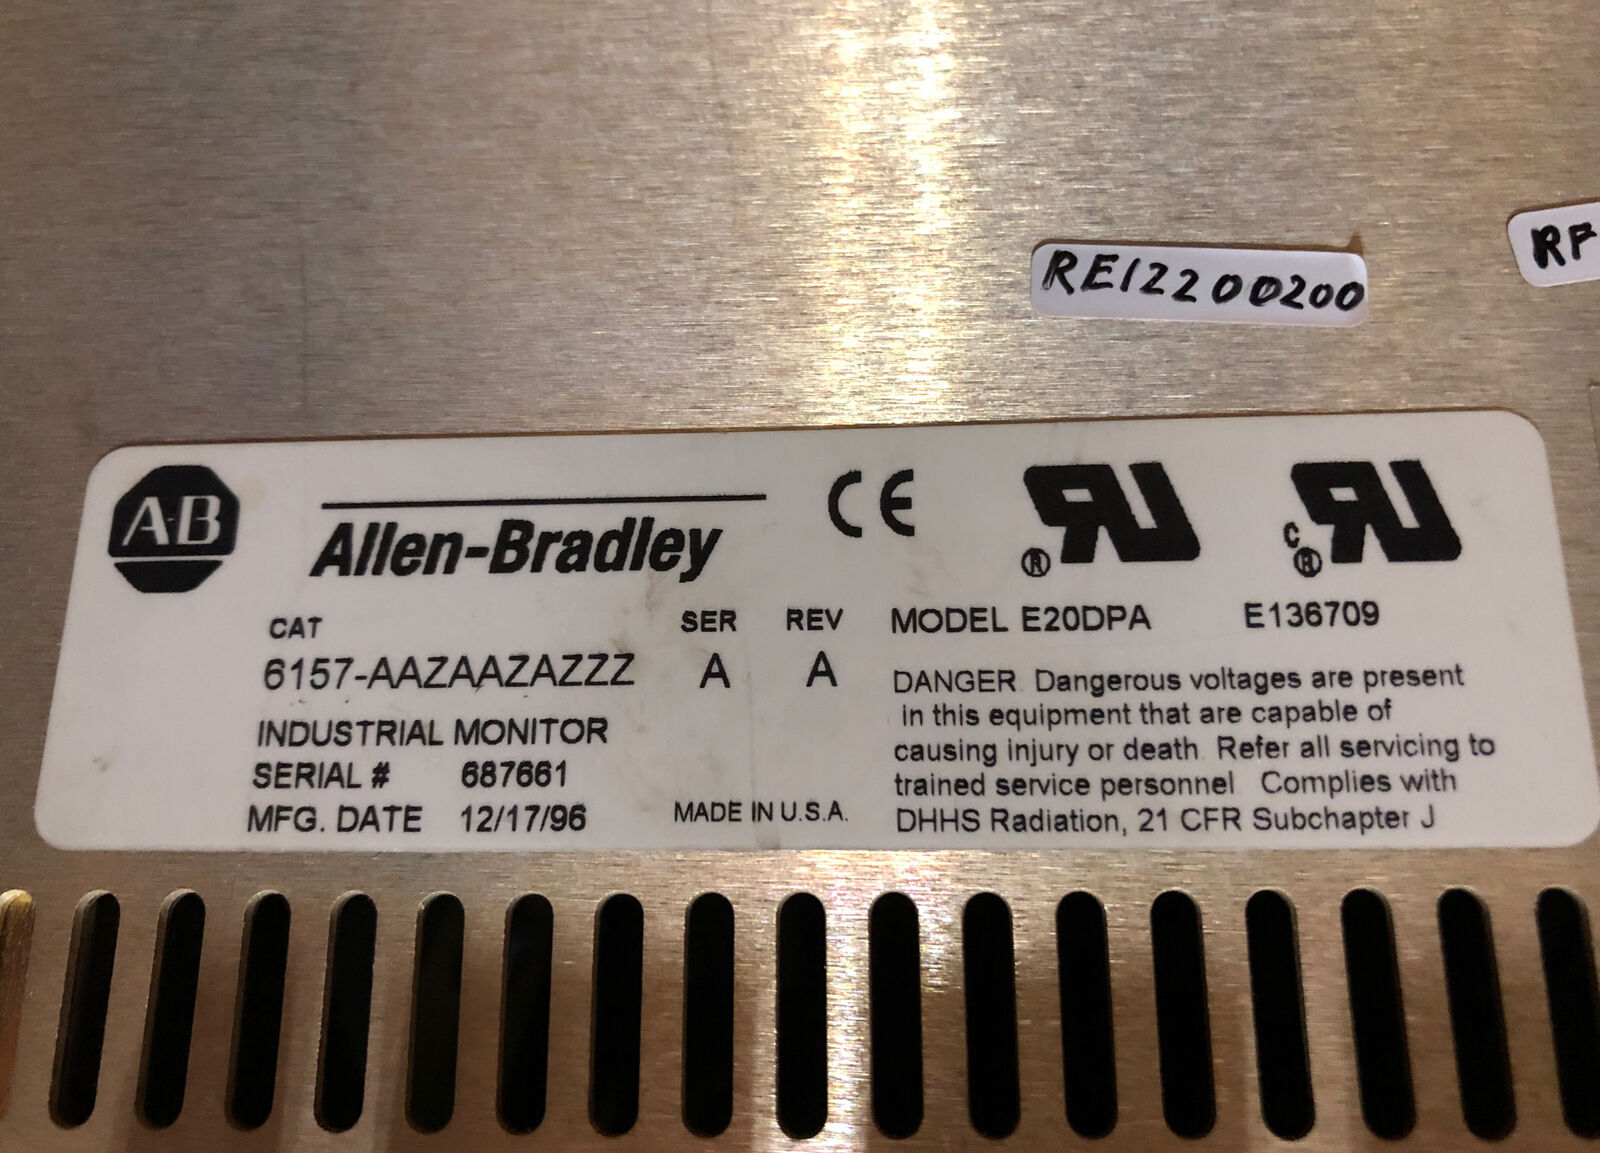 RE12200200
RF
A-B
Allen-Bradley
CE
UR
®
c UR
®
CAT SER REV MODEL E20DPA E136709
6157-AAZAAZAZZZ A A
INDUSTRIAL MONITOR
SERIAL # 687661
MFG. DATE 12/17/96
MADE IN U.S.A.
DANGER. Dangerous voltages are present
in this equipment that are capable of
causing injury or death. Refer all servicing to
trained service personnel. Complies with
DHHS Radiation, 21 CFR Subchapter J